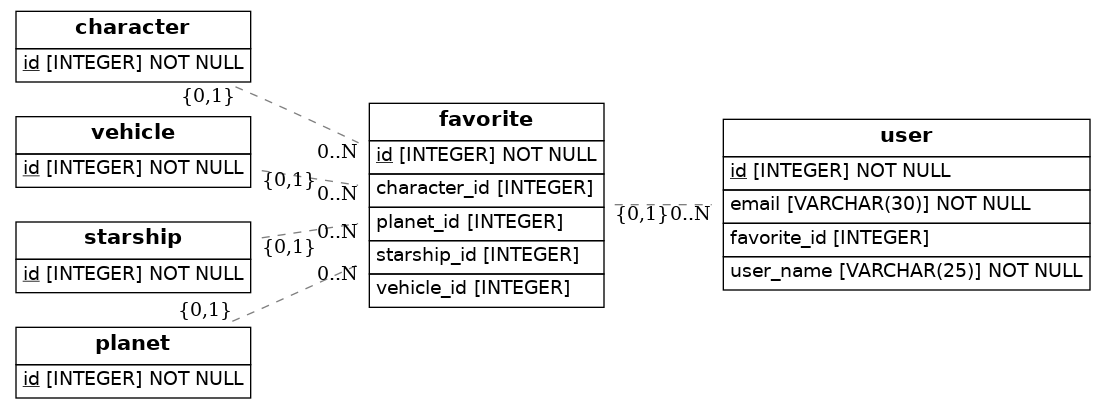 character
id [INTEGER] NOT NULL
{0,1}
0..N
vehicle
id [INTEGER] NOT NULL
{0,1}
0..N
starship
id [INTEGER] NOT NULL
{0,1}
0..N
planet
id [INTEGER] NOT NULL
{0,1}
0..N
favorite
id [INTEGER] NOT NULL
character_id [INTEGER]
planet_id [INTEGER]
starship_id [INTEGER]
vehicle_id [INTEGER]
{0,1}
0..N
user
id [INTEGER] NOT NULL
email [VARCHAR(30)] NOT NULL
favorite_id [INTEGER]
user_name [VARCHAR(25)] NOT NULL